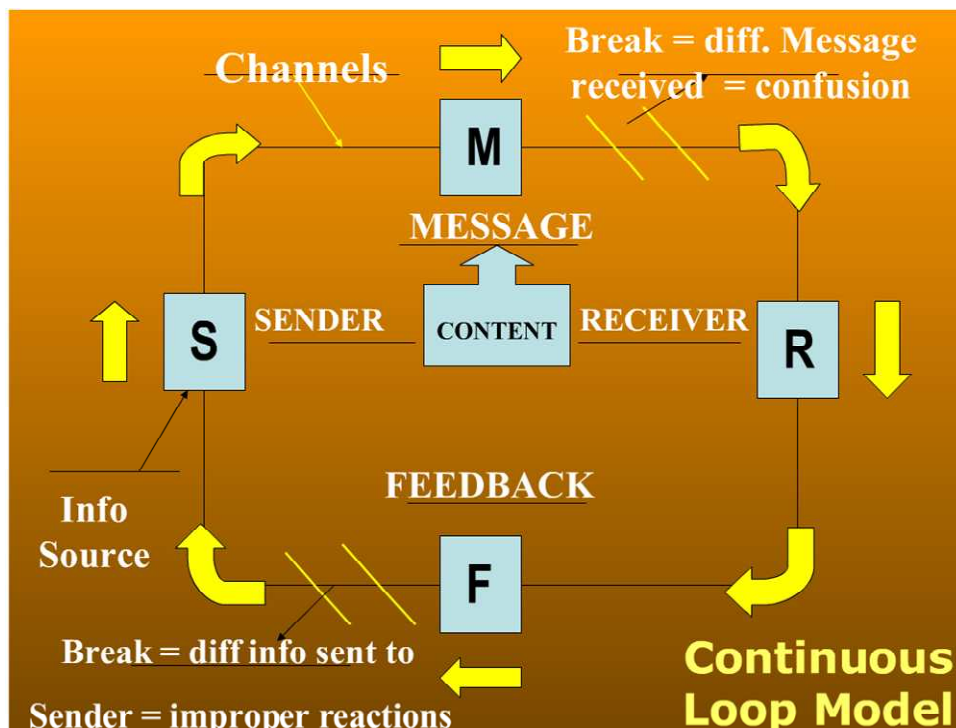 Channels
Break = diff. Message
received = confusion
M
MESSAGE
S
SENDER
CONTENT
RECEIVER
R
Info
Source
FEEDBACK
F
Break = diff info sent to
Sender = improper reactions
Continuous
Loop Model